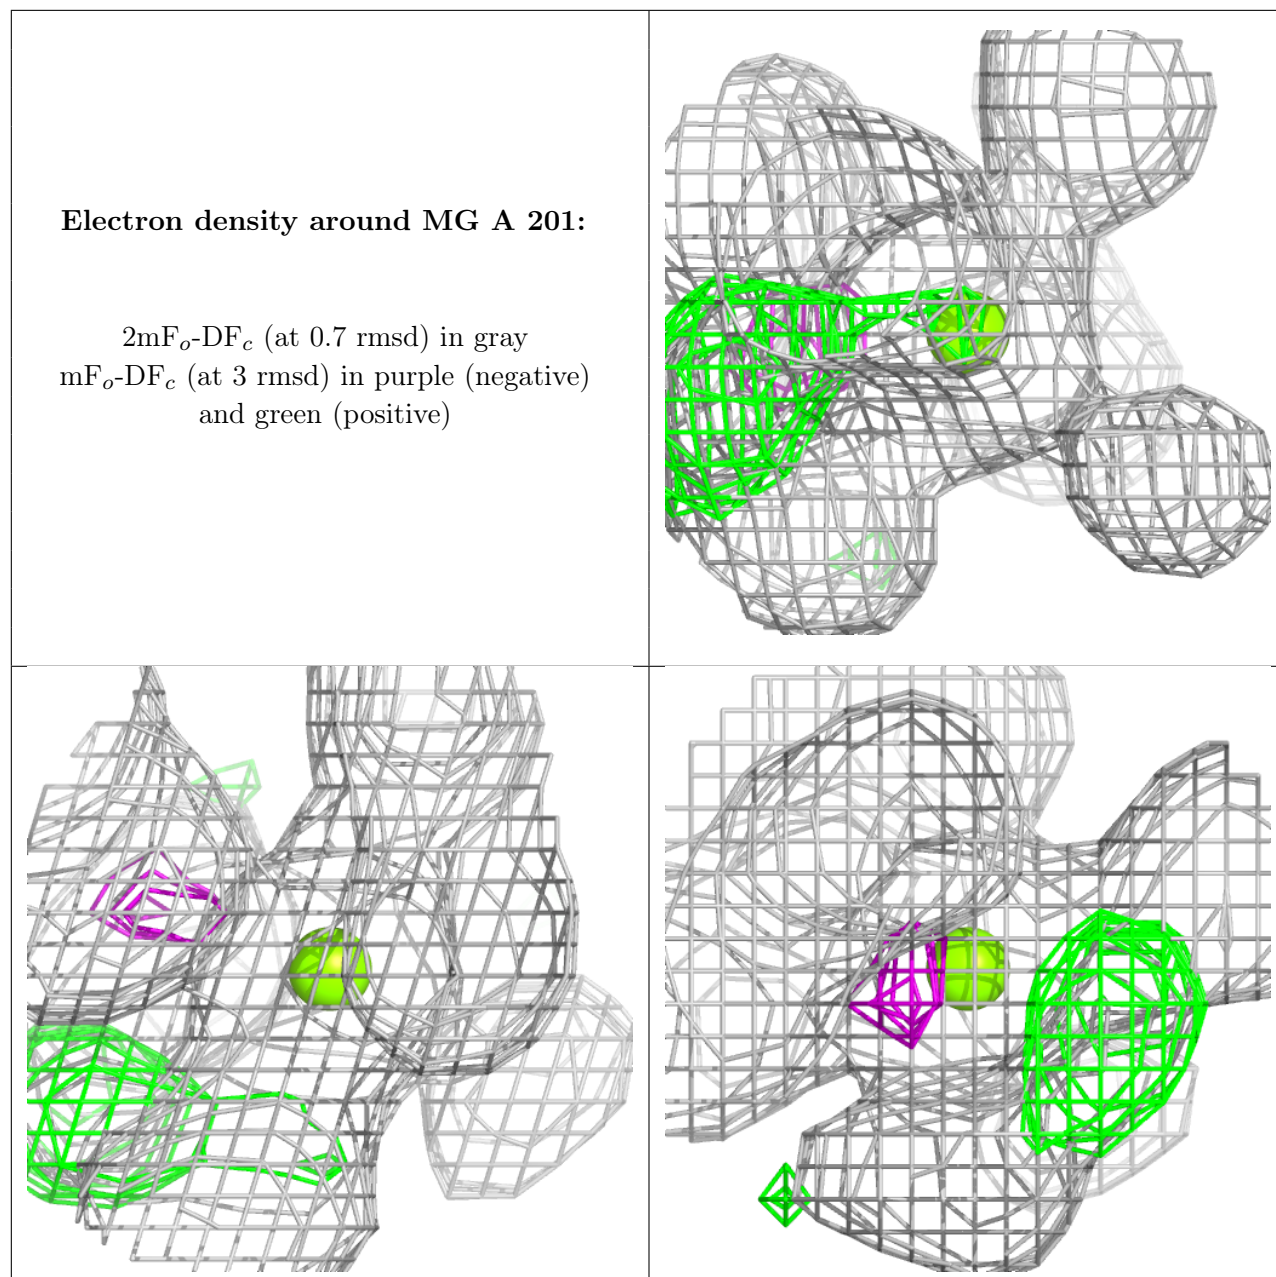 Electron density around MG A 201:
2mFo-DFc (at 0.7 rmsd) in gray
mFo-DFc (at 3 rmsd) in purple (negative)
and green (positive)